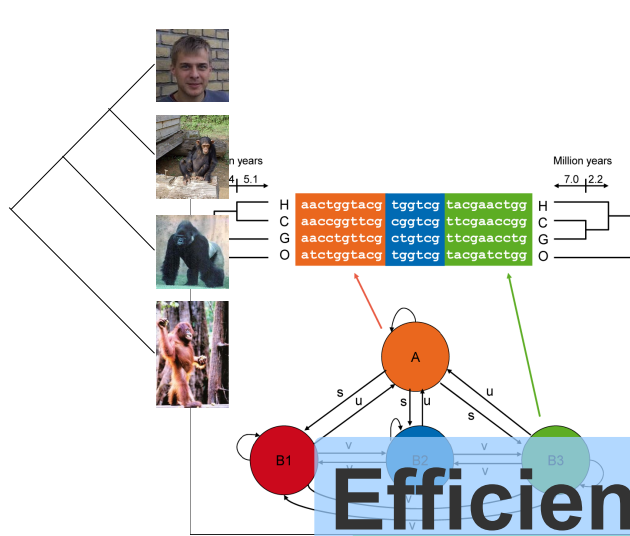 n years
Million years
4 5.1
7.0 2.2
H aactggtacg tggtcg tacgaactgg H
C aaccggttcg cggtcg ttcgaaccgg C
G aacctgttcg ctgtcg ttcgaacctg G
O atctggtacg tggtcg tacgatctgg O
A
s u s u u s
B1 v v B2 v v B3
v
v
Efficien